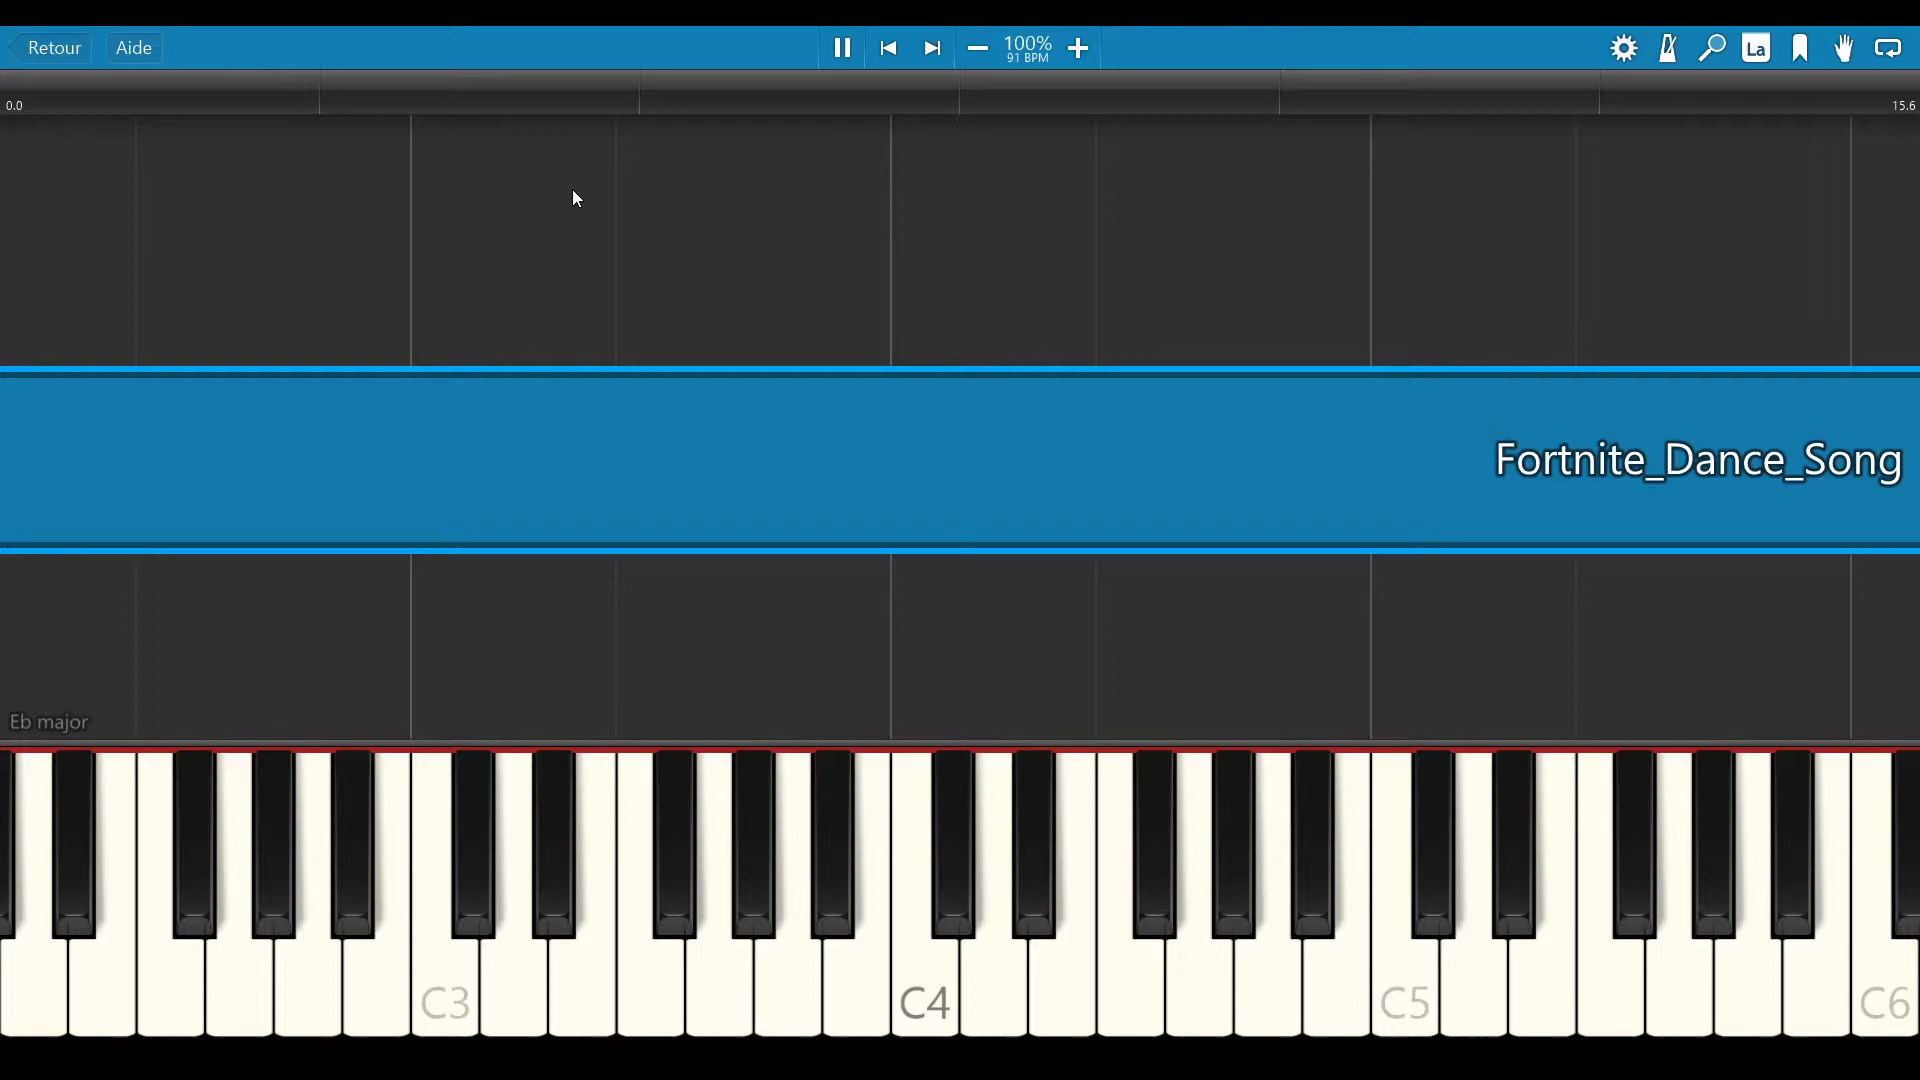 Retour Aide 100% La
91 BPM
0.0 15.6
Fortnite_Dance_Song
Eb major
C3 C4 C5 C6